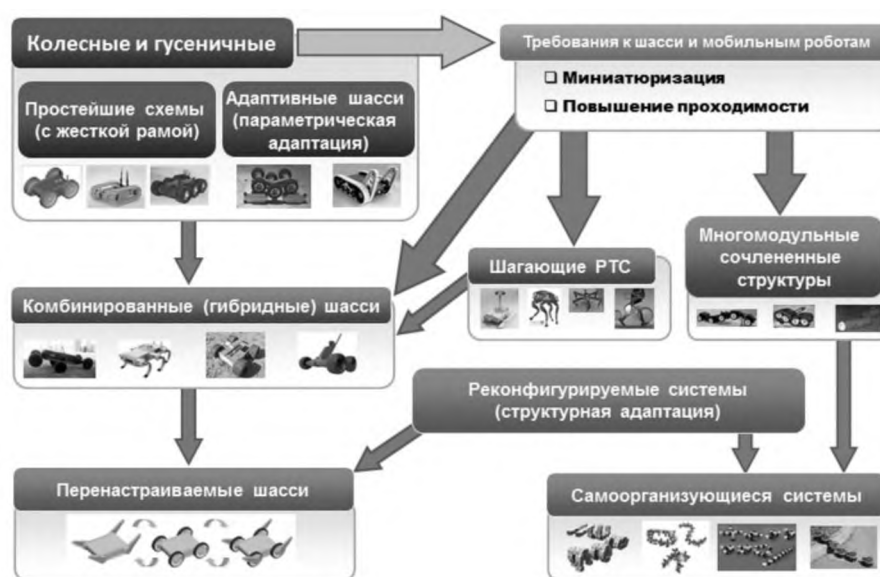 Колесные и гусеничные
Требования к шасси и мобильным роботам
❑ Миниатюризация
❑ Повышение проходимости
Простейшие схемы
(с жесткой рамой)
Адаптивные шасси
(параметрическая
адаптация)
Шагающие РТС
Многомодульные
сочлененные
структуры
Комбинированные (гибридные) шасси
Реконфигурируемые системы
(структурная адаптация)
Перенастраиваемые шасси
Самоорганизующиеся системы